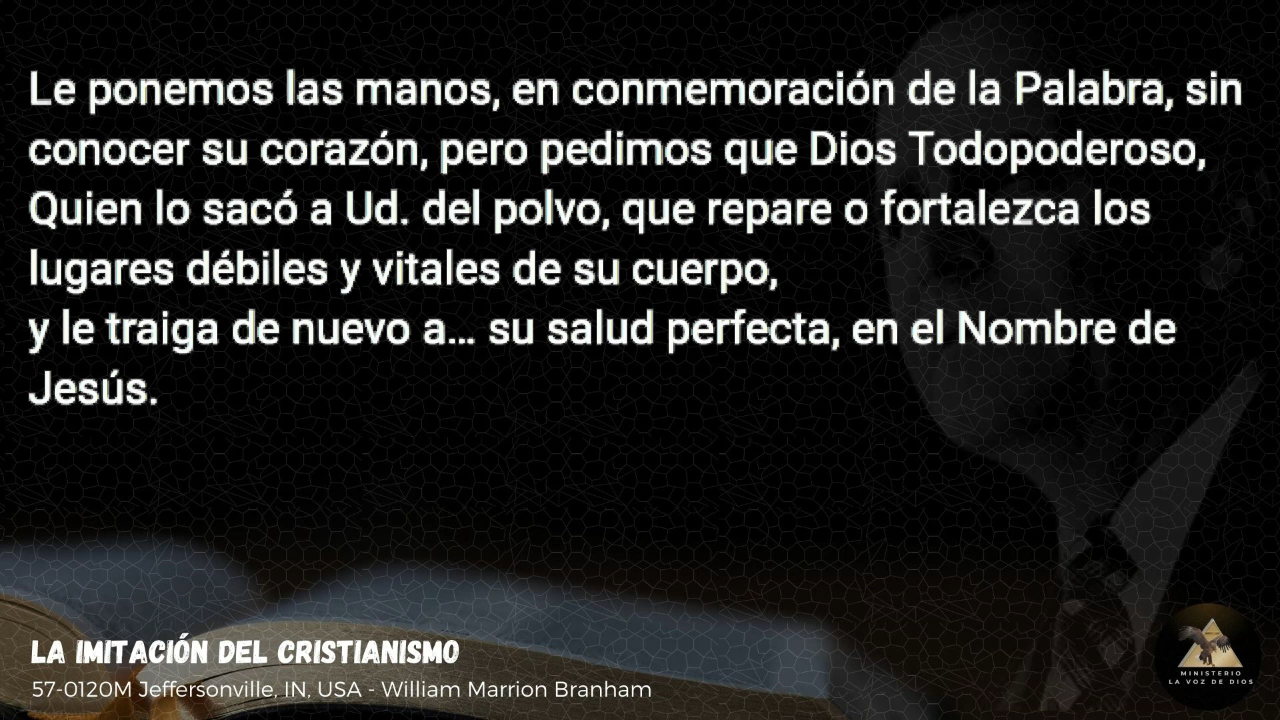 Le ponemos las manos, en conmemoración de la Palabra, sin
conocer su corazón, pero pedimos que Dios Todopoderoso,
Quien lo sacó a Ud. del polvo, que repare o fortalezca los
lugares débiles y vitales de su cuerpo,
y le traiga de nuevo a... su salud perfecta, en el Nombre de
Jesús.
LA IMITACIÓN DEL CRISTIANISMO
57-0120M Jeffersonville, IN, USA - William Marrion Branham
MINISTERIO
LA VOZ DE DIOS